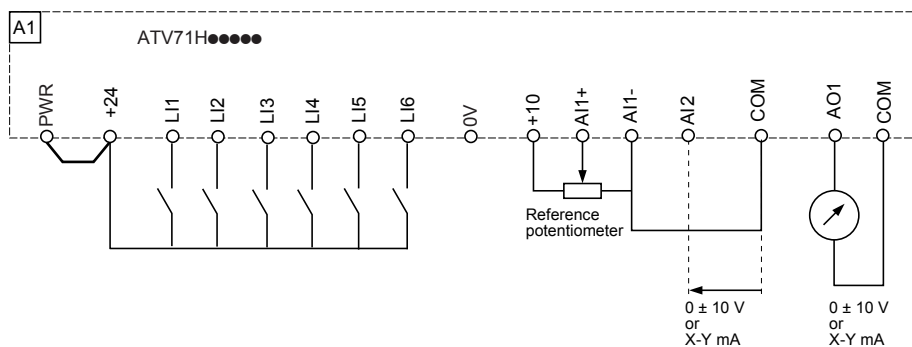 A1
ATV71H●●●●●
PWR
+24
LI1
LI2
LI3
LI4
LI5
LI6
0V
+10
AI1+
AI1-
AI2
COM
AO1
COM
Reference
potentiometer
0 ± 10 V
or
X-Y mA
0 ± 10 V
or
X-Y mA